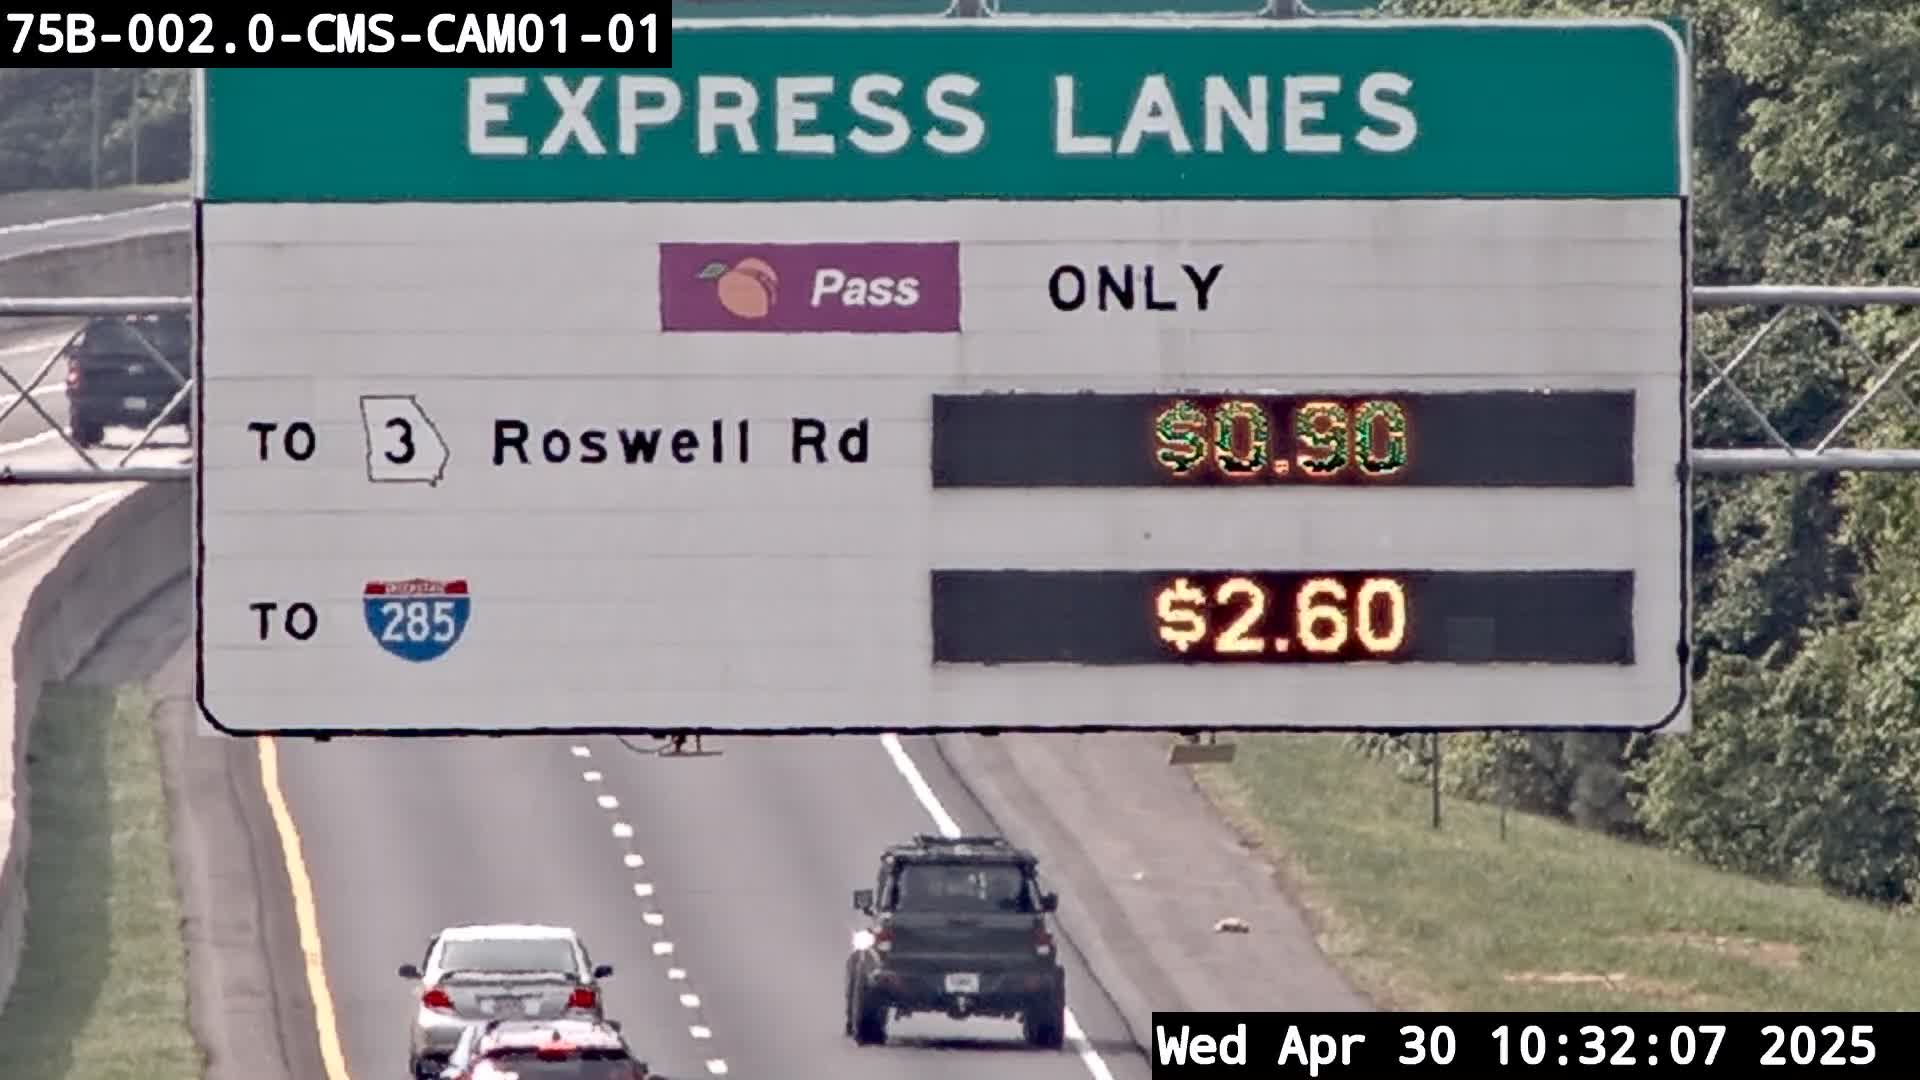 75B-002.0-CMS-CAM01-01
EXPRESS LANES
Pass ONLY
TO 3 Roswell Rd $0.90
TO INTERSTATE 285 $2.60
Wed Apr 30 10:32:07 2025